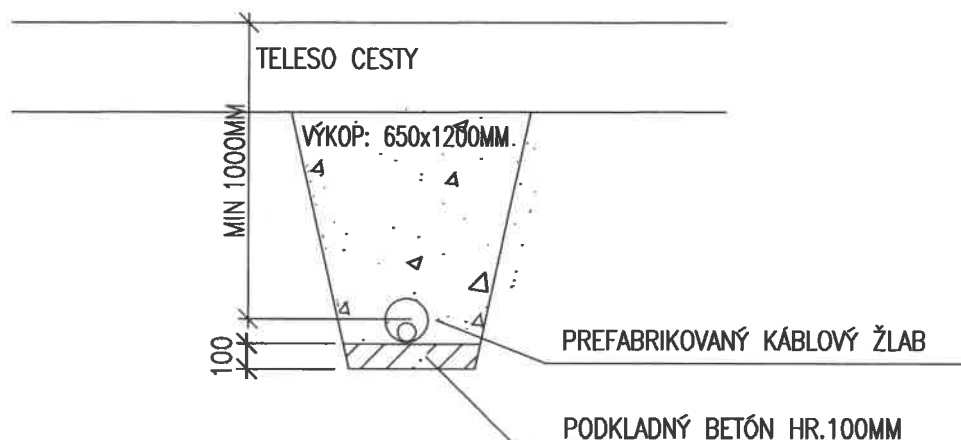 TELESO CESTY
VÝKOP: 650x1200MM.
MIN 1000MM
100
PREFABRIKOVANÝ KÁBLOVÝ ŽLAB
PODKLADNÝ BETÓN HR.100MM